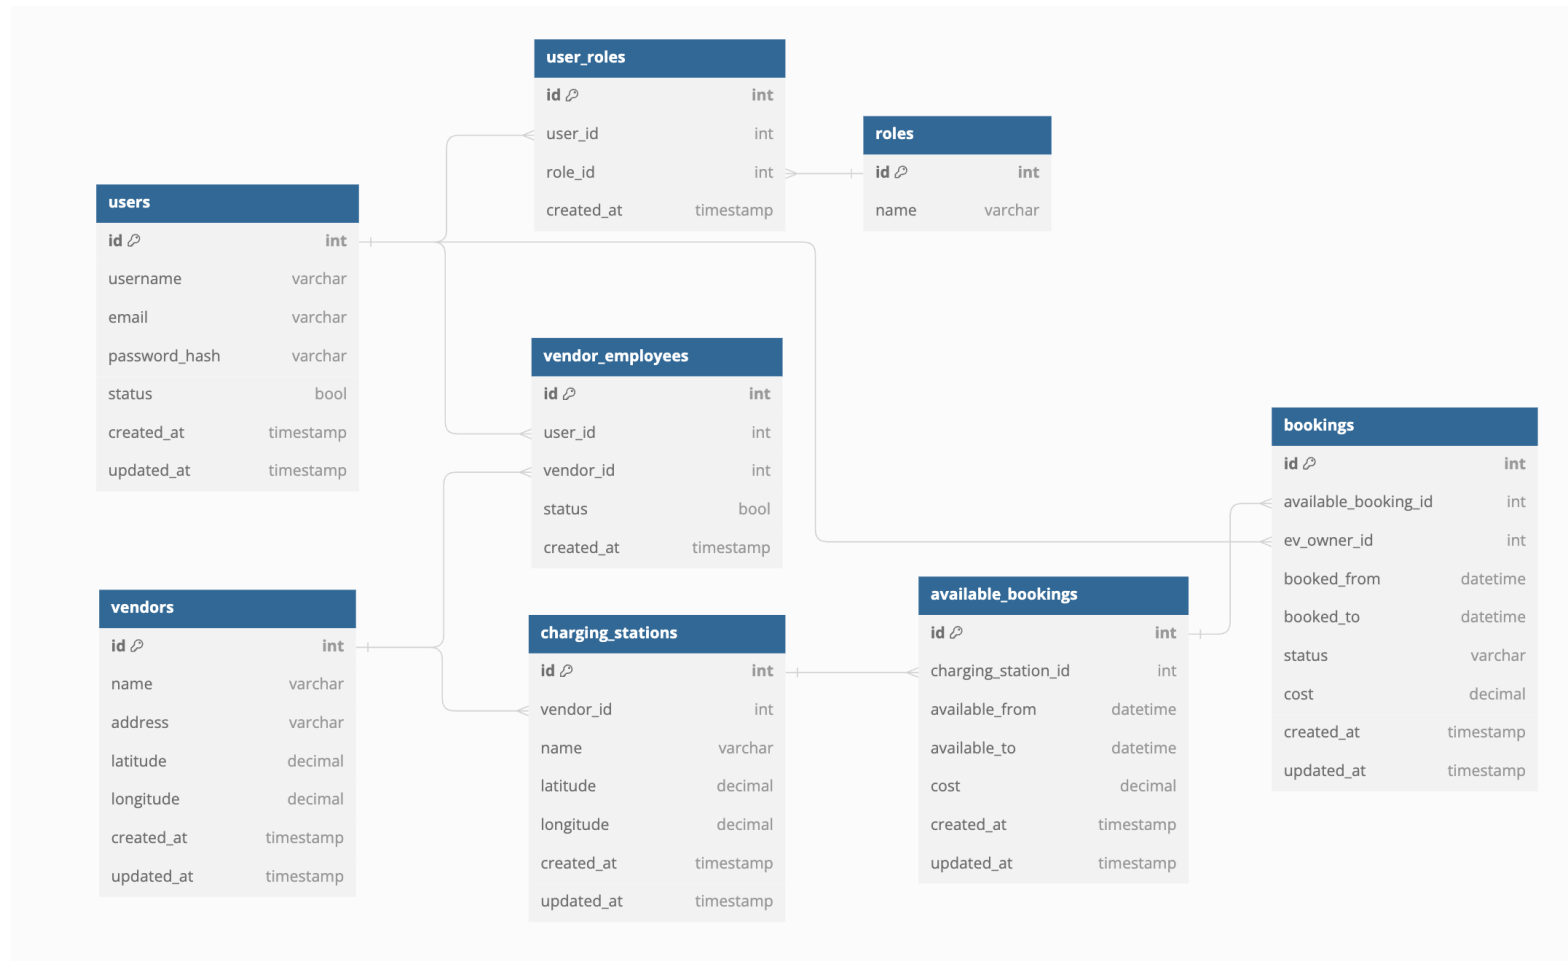 user_roles
id int
user_id int
role_id int
created_at timestamp
roles
id int
name varchar
users
id int
username varchar
email varchar
password_hash varchar
status bool
created_at timestamp
updated_at timestamp
vendor_employees
id int
user_id int
vendor_id int
status bool
created_at timestamp
bookings
id int
available_booking_id int
ev_owner_id int
booked_from datetime
booked_to datetime
status varchar
cost decimal
created_at timestamp
updated_at timestamp
vendors
id int
name varchar
address varchar
latitude decimal
longitude decimal
created_at timestamp
updated_at timestamp
charging_stations
id int
vendor_id int
name varchar
latitude decimal
longitude decimal
created_at timestamp
updated_at timestamp
available_bookings
id int
charging_station_id int
available_from datetime
available_to datetime
cost decimal
created_at timestamp
updated_at timestamp